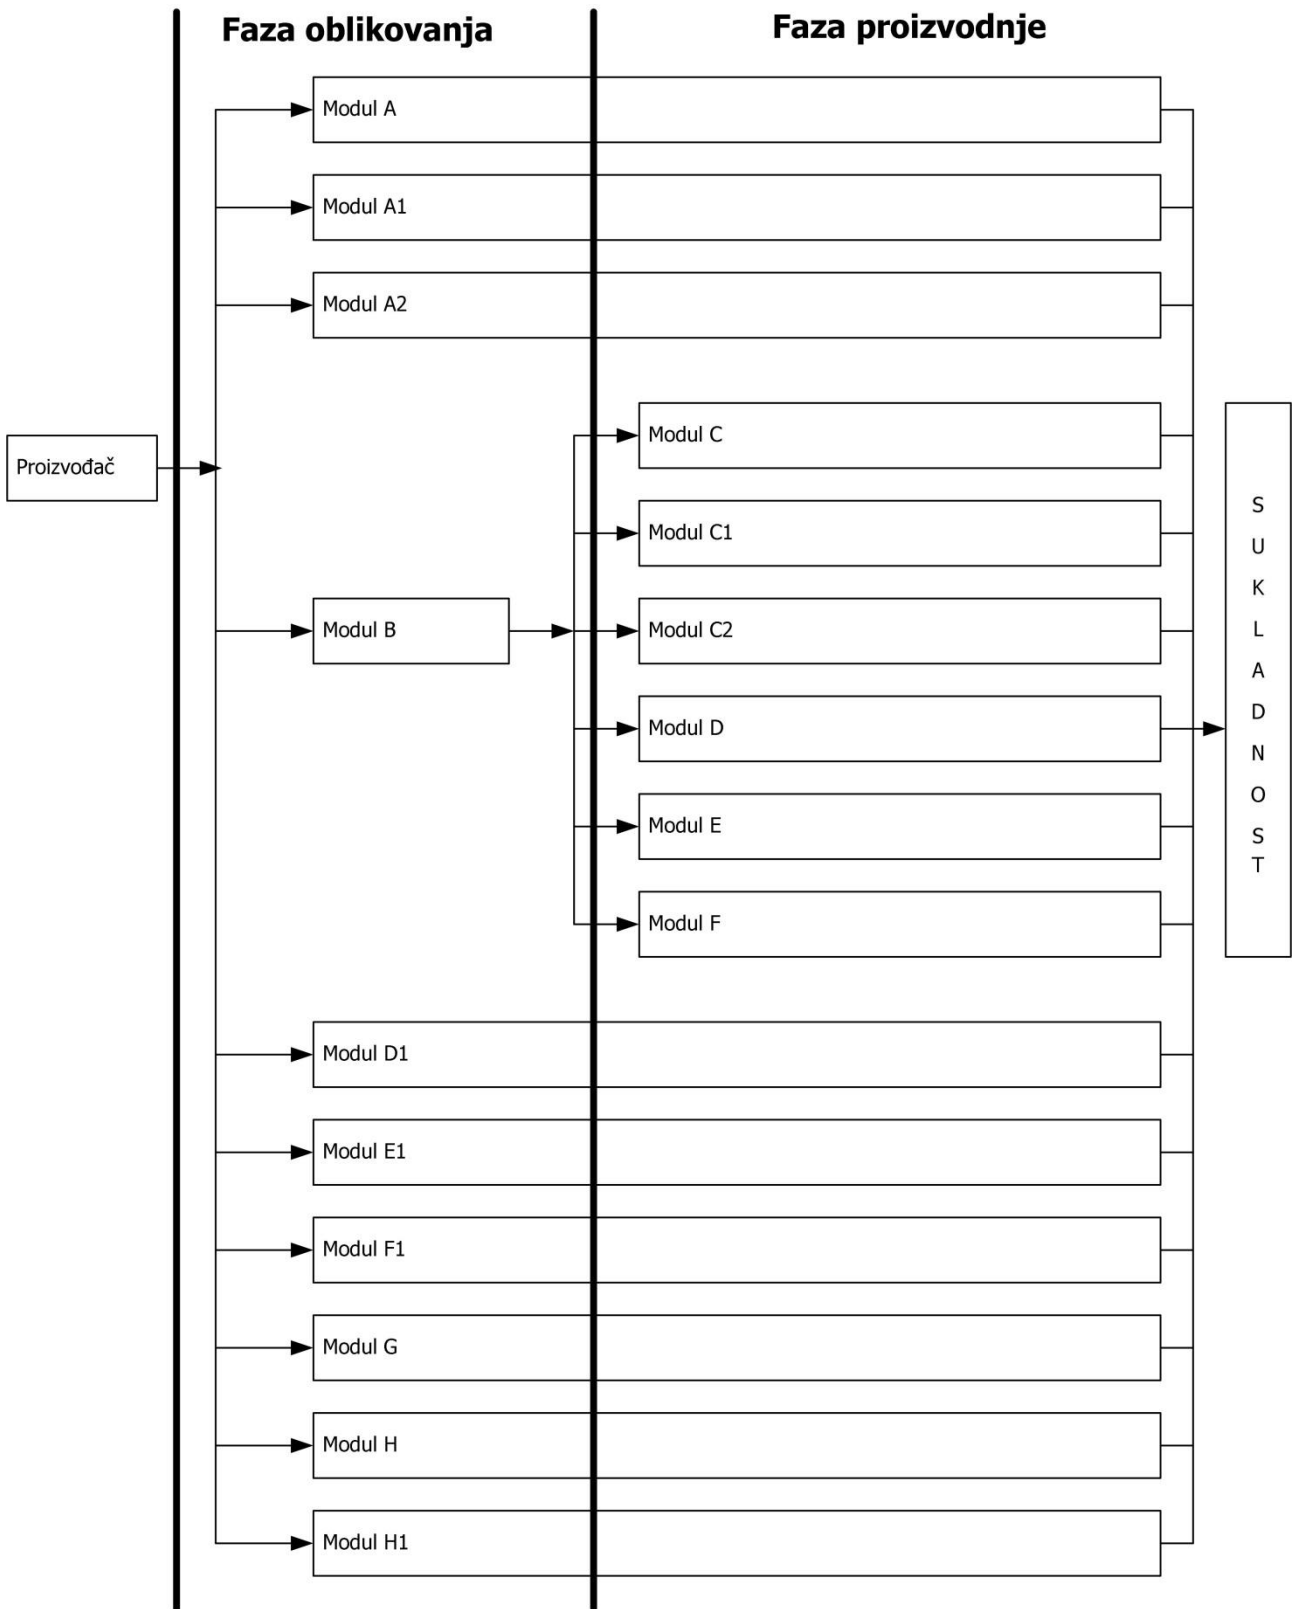 Faza oblikovanja
Faza proizvodnje
Modul A
Modul A1
Modul A2
Proizvođač
Modul B
Modul C
Modul C1
Modul C2
Modul D
Modul E
Modul F
S
U
K
L
A
D
N
O
S
T
Modul D1
Modul E1
Modul F1
Modul G
Modul H
Modul H1